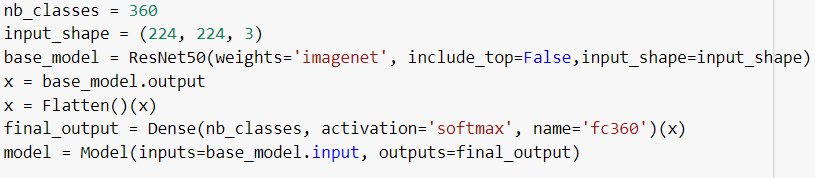 nb_classes = 360
input_shape = (224, 224, 3)
base_model = ResNet50(weights='imagenet', include_top=False,input_shape=input_shape)
x = base_model.output
x = Flatten()(x)
final_output = Dense(nb_classes, activation='softmax', name='fc360')(x)
model = Model(inputs=base_model.input, outputs=final_output)